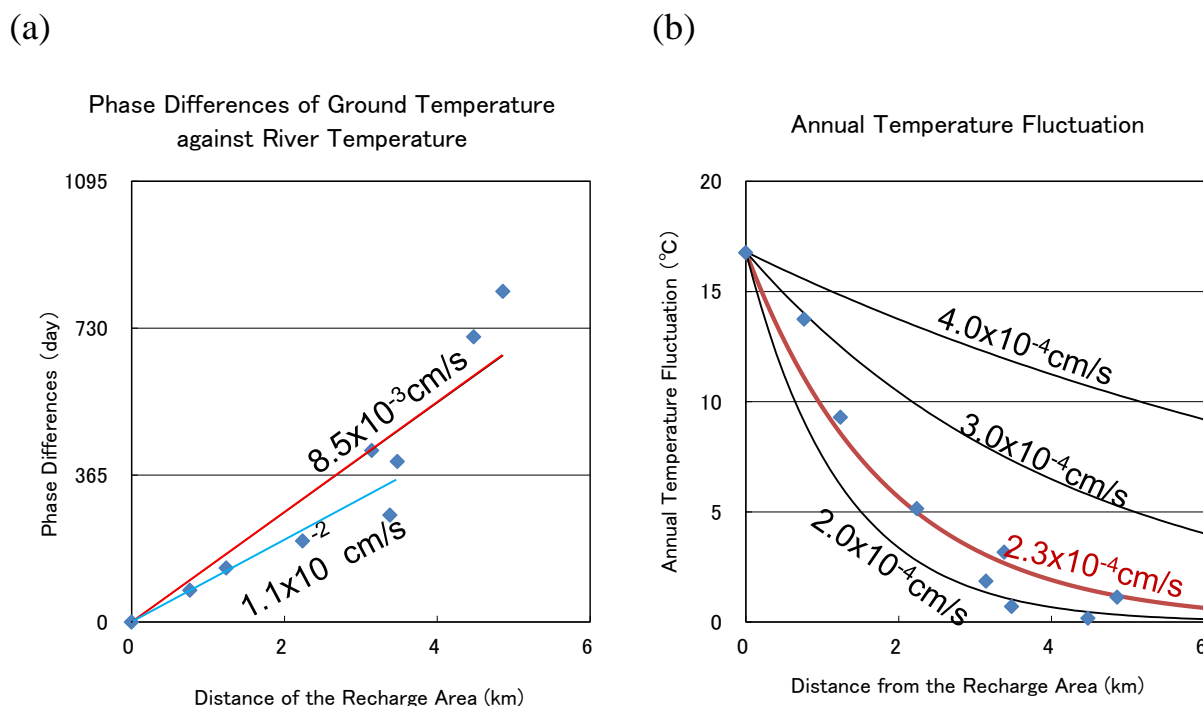 (a)
Phase Differences of Ground Temperature
against River Temperature
1095
730
365
0
Phase Differences (day)
8.5x10-3cm/s
1.1x10-2 cm/s
0
2
4
6
Distance of the Recharge Area (km)
(b)
Annual Temperature Fluctuation
20
15
10
5
0
Annual Temperature Fluctuation (°C)
4.0x10-4cm/s
3.0x10-4cm/s
2.3x10-4cm/s
2.0x10-4cm/s
0
2
4
6
Distance from the Recharge Area (km)